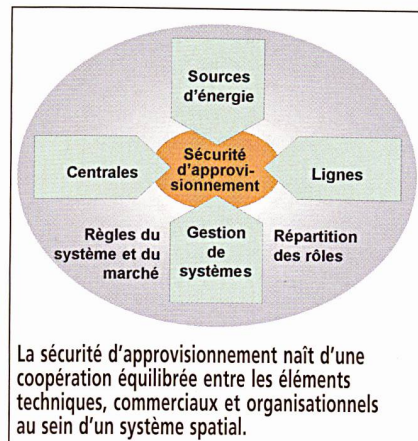 Sources
d'énergie
Centrales
Sécurité
d'approvi-
sionnement
Lignes
Règles du
système et du
marché
Gestion
de
systèmes
Répartition
des rôles
La sécurité d'approvisionnement naît d'une
coopération équilibrée entre les éléments
techniques, commerciaux et organisationnels
au sein d'un système spatial.